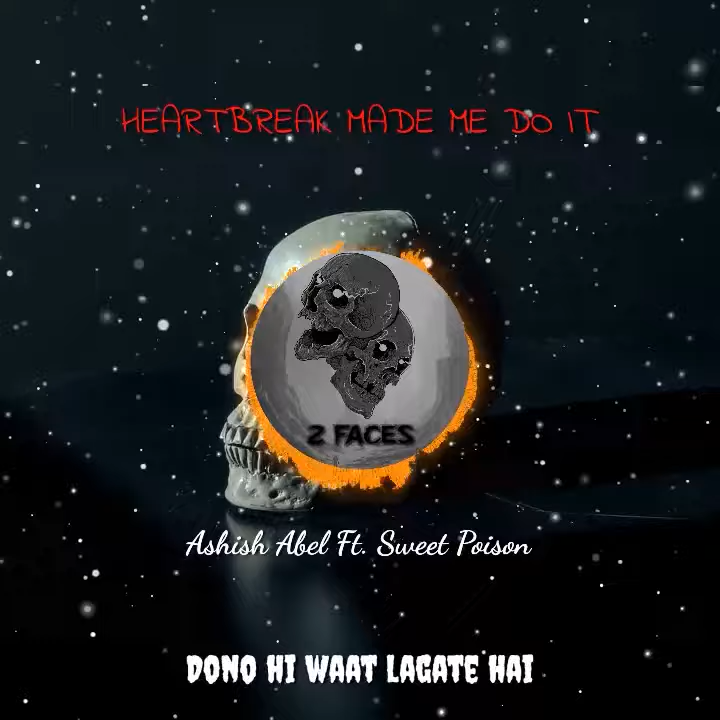 HEARTBREAK MADE ME DO IT
2 FACES
Ashish Abel Ft. Sweet Poison
DONO HI WAAT LAGATE HAI